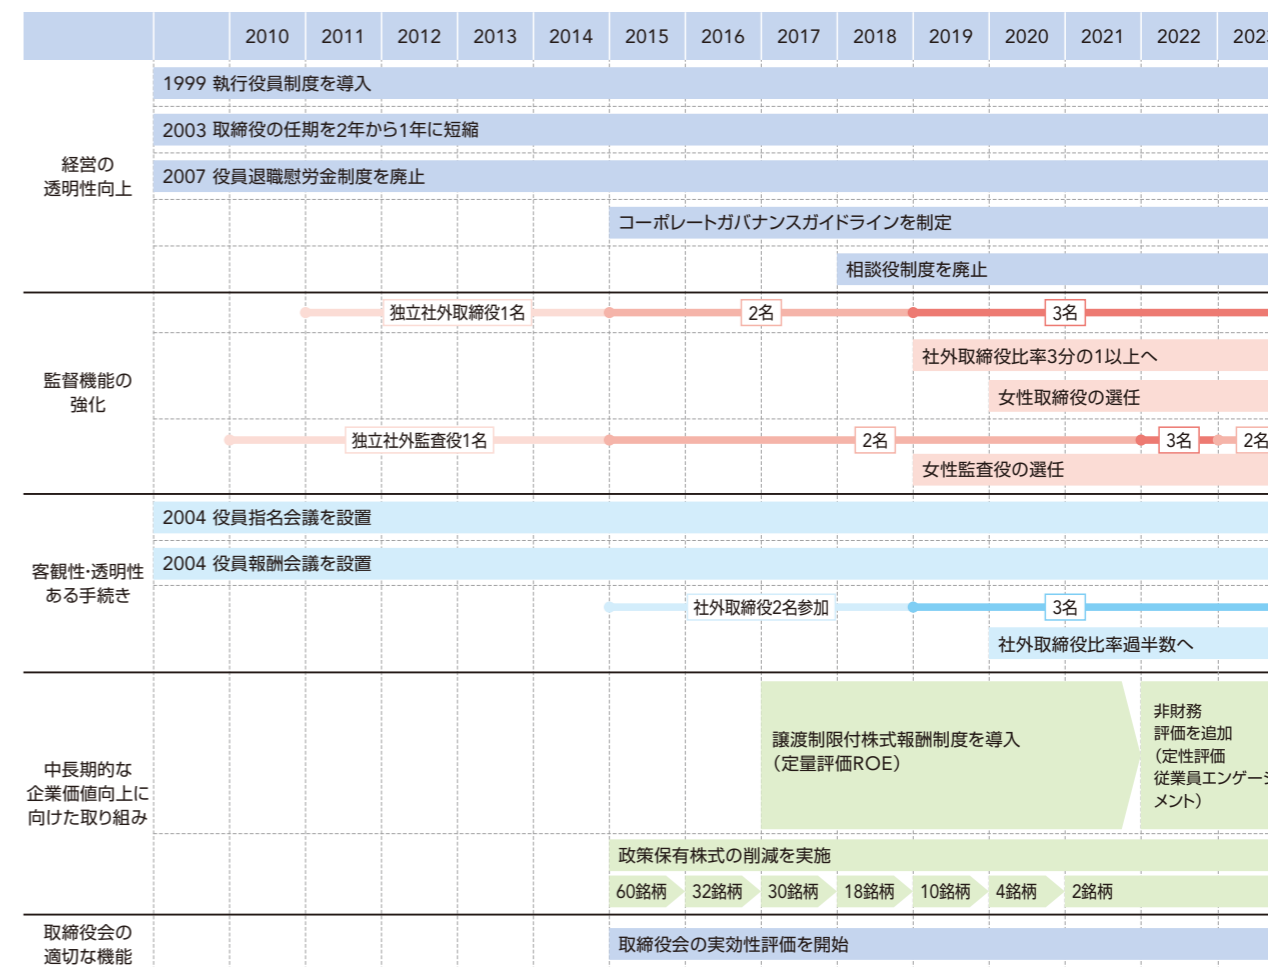 2010 2011 2012 2013 2014 2015 2016 2017 2018 2019 2020 2021 2022
経営の
透明性向上
1999 執行役員制度を導入
2003 取締役の任期を2年から1年に短縮
2007 役員退職慰労金制度を廃止
コーポレートガバナンスガイドラインを制定
相談役制度を廃止
監督機能の
強化
独立社外取締役1名 2名 3名
社外取締役比率3分の1以上へ
女性取締役の選任
独立社外監査役1名 2名 3名 2名
女性監査役の選任
客観性・透明性
ある手続き
2004 役員指名会議を設置
2004 役員報酬会議を設置
社外取締役2名参加 3名
社外取締役比率過半数へ
中長期的な
企業価値向上に
向けた取り組み
譲渡制限付株式報酬制度を導入
（定量評価ROE）
非財務
評価を追加
（定性評価
従業員エンゲージ
メント）
政策保有株式の削減を実施
60銘柄 32銘柄 30銘柄 18銘柄 10銘柄 4銘柄 2銘柄
取締役会の
適切な機能
取締役会の実効性評価を開始